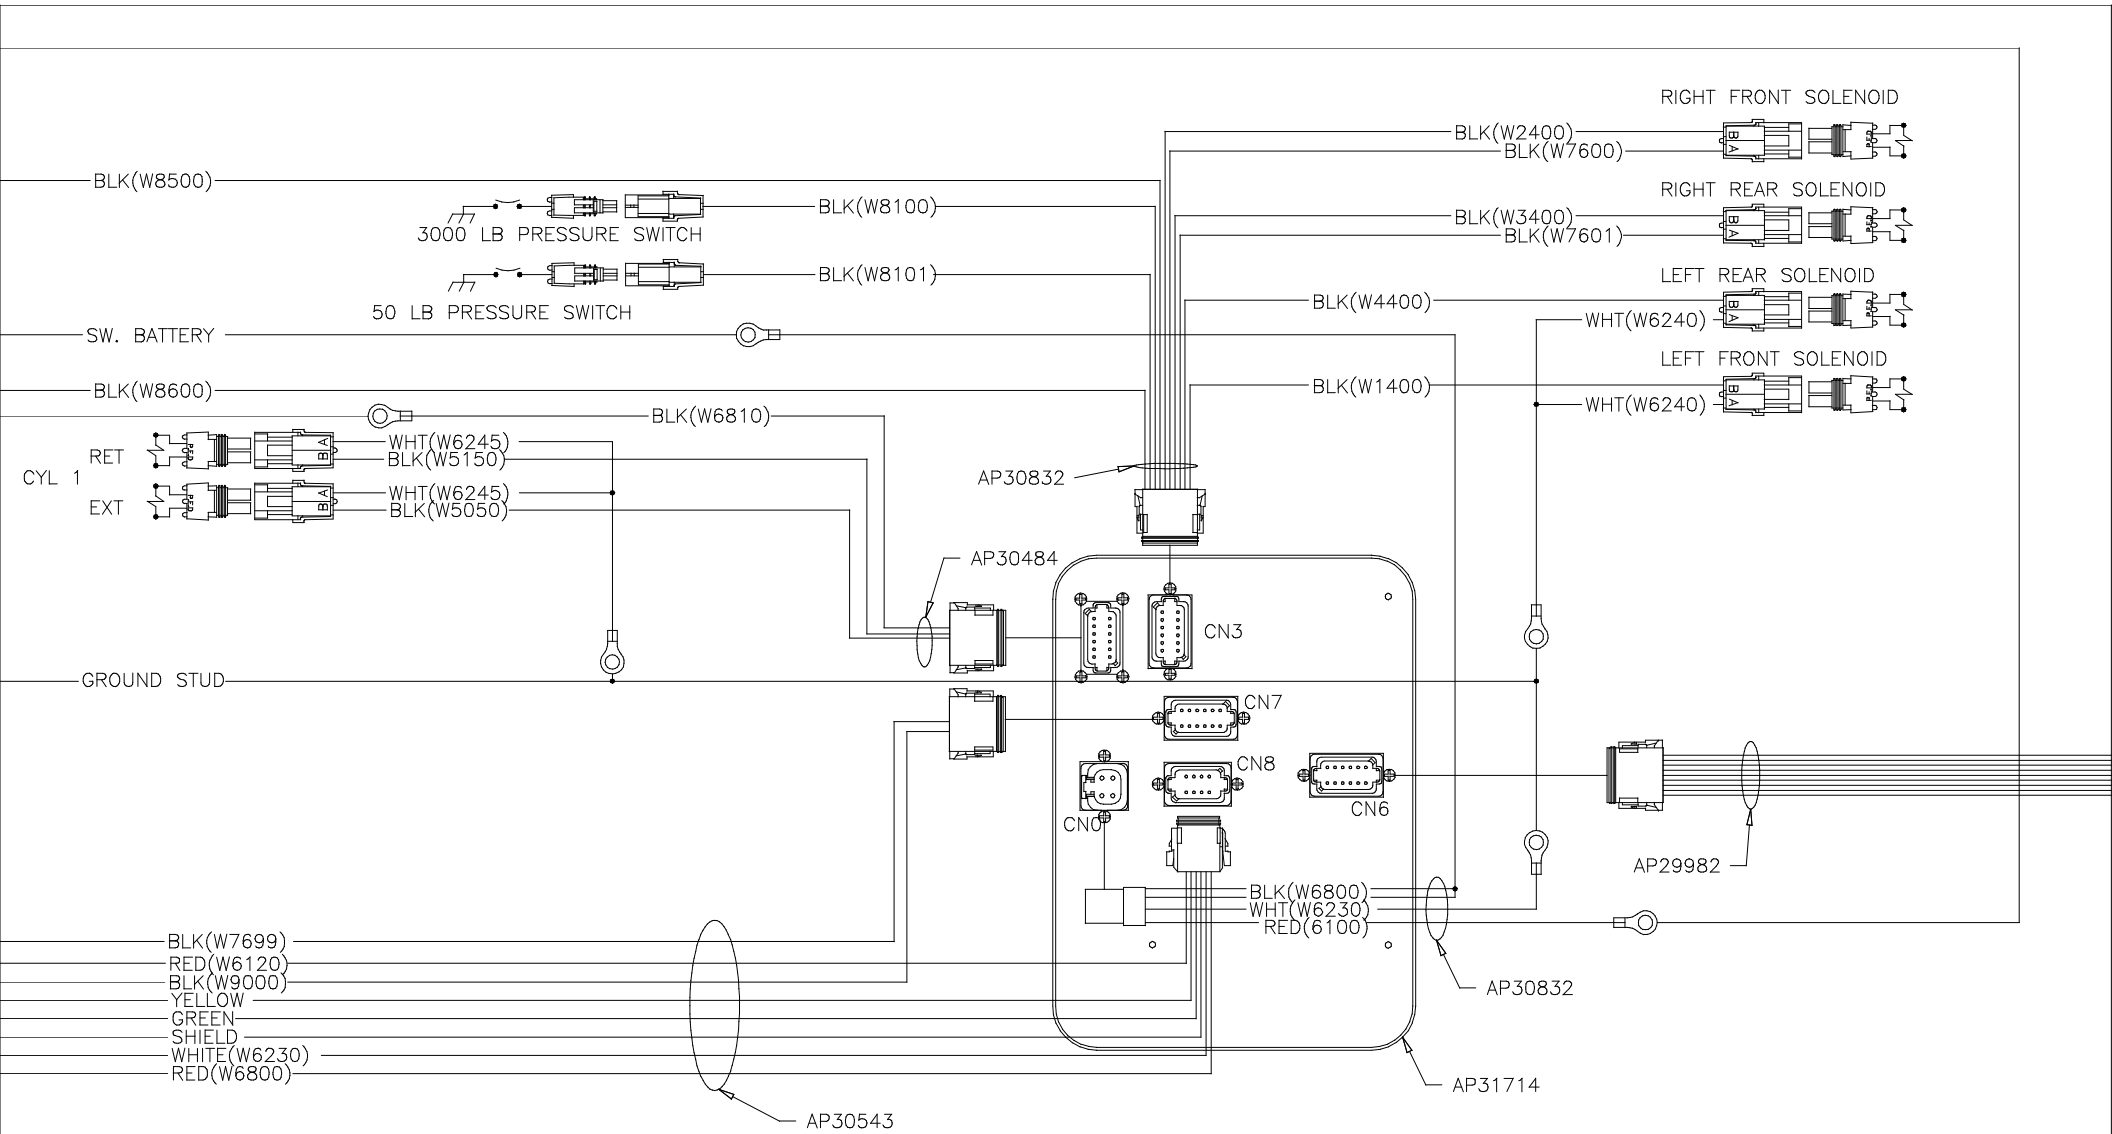 RIGHT FRONT SOLENOID
BLK(W2400)
B
A
BLK(W7600)
BLK(W8500)
RIGHT REAR SOLENOID
BLK(W8100)
BLK(W3400)
B
A
3000 LB PRESSURE SWITCH
BLK(W7601)
BLK(W8101)
LEFT REAR SOLENOID
50 LB PRESSURE SWITCH
BLK(W4400)
B
A
WHT(W6240)
SW. BATTERY
LEFT FRONT SOLENOID
BLK(W8600)
BLK(W1400)
B
A
WHT(W6240)
BLK(W6810)
CYL 1
RET
A
B
WHT(W6245)
BLK(W5150)
EXT
A
B
WHT(W6245)
BLK(W5050)
AP30832
AP30484
CN3
GROUND STUD
CN7
CN8
CN6
CN0
AP29982
BLK(W6800)
WHT(W6230)
RED(6100)
BLK(W7699)
RED(W6120)
BLK(W9000)
YELLOW
GREEN
SHIELD
WHITE(W6230)
RED(W6800)
AP30832
AP31714
AP30543